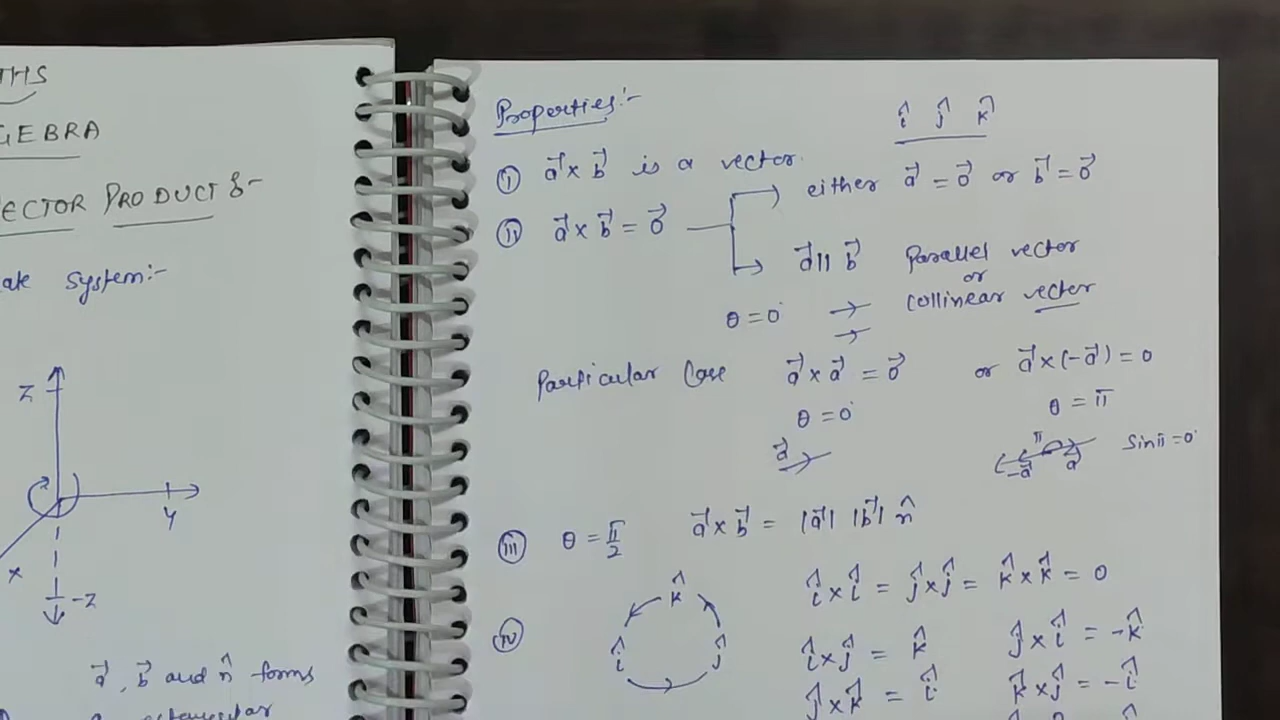 THS
GEBRA
ECTOR PRODUCT :-
ate system:-
Z
Y
X
-Z
a⃗, b⃗ and n̂ forms
Properties:-
î ĵ k̂
(i) a⃗ × b⃗ is a vector.
(ii) a⃗ × b⃗ = 0⃗
either a⃗ = 0⃗ or b⃗ = 0⃗
a⃗ || b⃗ Parallel vector
or
collinear vector
θ = 0°
Particular Case a⃗ × a⃗ = 0⃗ or a⃗ × (-a⃗) = 0
θ = 0° θ = π
a⃗ -a⃗ π a⃗ Sin π = 0
(iii) θ = π/2 a⃗ × b⃗ = |a⃗| |b⃗| n̂
(iv) k̂ î ĵ
î × î = ĵ × ĵ = k̂ × k̂ = 0
î × ĵ = k̂ ĵ × î = -k̂
ĵ × k̂ = î k̂ × ĵ = -î